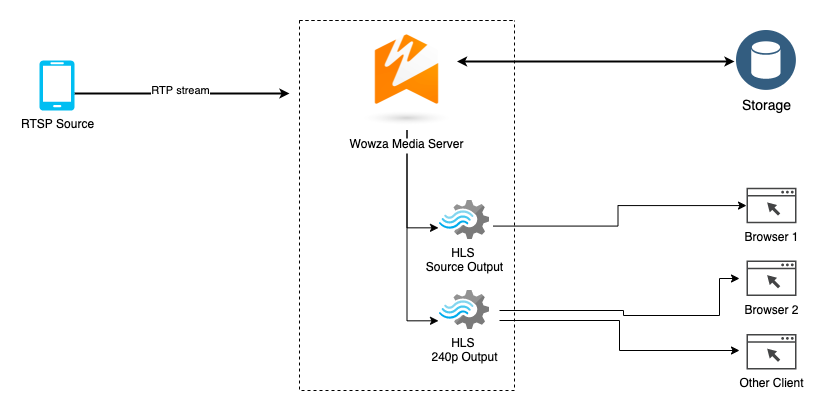 RTP stream
RTSP Source
Storage
Wowza Media Server
HLS
Source Output
Browser 1
HLS
240p Output
Browser 2
Other Client